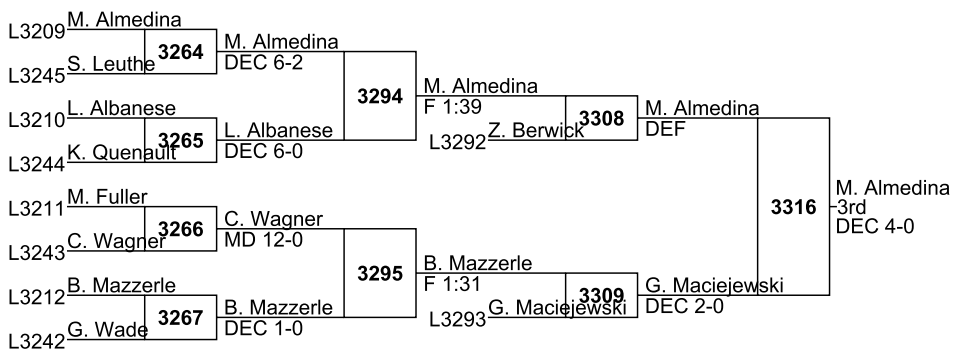 L3209 M. Almedina
3264
L3245 S. Leuthe
M. Almedina
DEC 6-2
L3210 L. Albanese
3265
L3244 K. Quenault
L. Albanese
DEC 6-0
3294
M. Almedina
F 1:39
L3292 Z. Berwick
3308
M. Almedina
DEF
L3211 M. Fuller
3266
L3243 C. Wagner
C. Wagner
MD 12-0
L3212 B. Mazzerle
3267
L3242 G. Wade
B. Mazzerle
DEC 1-0
3295
B. Mazzerle
F 1:31
L3293 G. Maciejewski
3309
G. Maciejewski
DEC 2-0
3316
M. Almedina
3rd
DEC 4-0